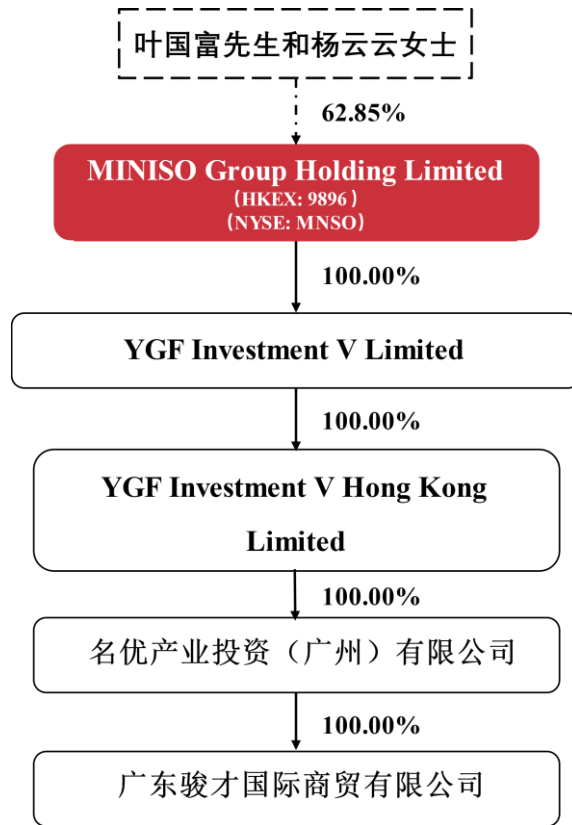 叶国富先生和杨云云女士
62.85%
MINISO Group Holding Limited
(HKEX: 9896 )
(NYSE: MNSO)
100.00%
YGF Investment V Limited
100.00%
YGF Investment V Hong Kong
Limited
100.00%
名优产业投资（广州）有限公司
100.00%
广东骏才国际商贸有限公司